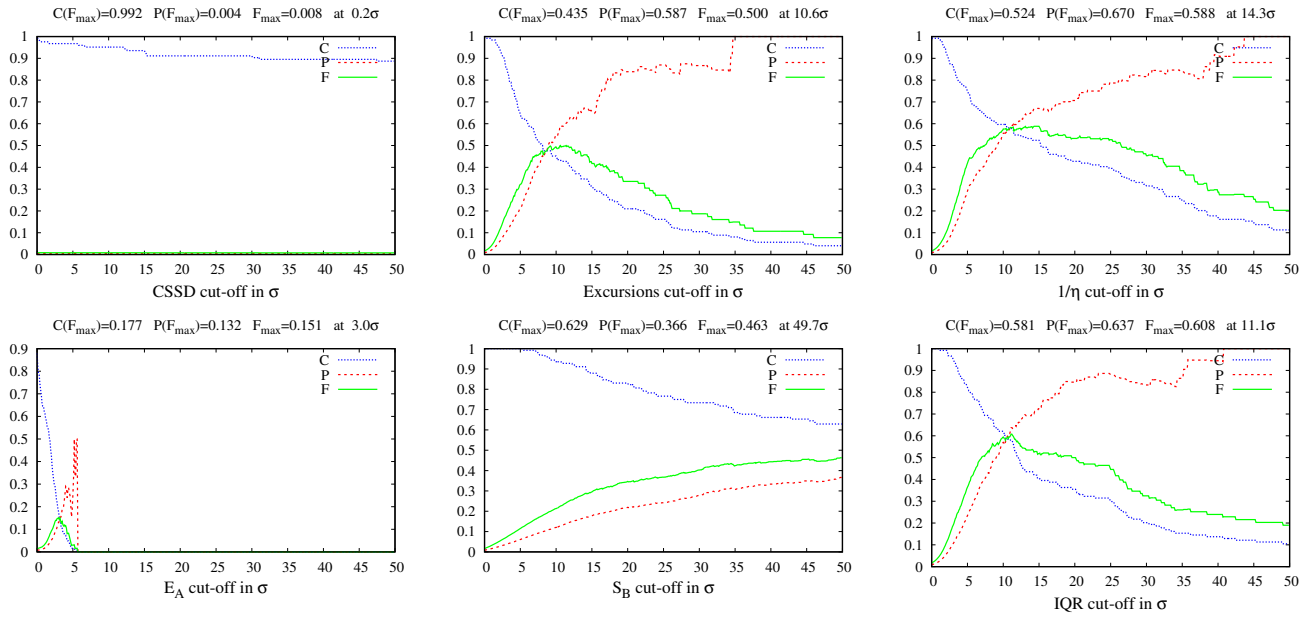 C(Fmax)=0.992 P(Fmax)=0.004 Fmax=0.008 at 0.2σ
1
0.9
0.8
0.7
0.6
0.5
0.4
0.3
0.2
0.1
0
C
P
F
0 5 10 15 20 25 30 35 40 45 50
CSSD cut-off in σ
C(Fmax)=0.435 P(Fmax)=0.587 Fmax=0.500 at 10.6σ
1
0.9
0.8
0.7
0.6
0.5
0.4
0.3
0.2
0.1
0
C
P
F
0 5 10 15 20 25 30 35 40 45 50
Excursions cut-off in σ
C(Fmax)=0.524 P(Fmax)=0.670 Fmax=0.588 at 14.3σ
1
0.9
0.8
0.7
0.6
0.5
0.4
0.3
0.2
0.1
0
C
P
F
0 5 10 15 20 25 30 35 40 45 50
1/η cut-off in σ
C(Fmax)=0.177 P(Fmax)=0.132 Fmax=0.151 at 3.0σ
0.9
0.8
0.7
0.6
0.5
0.4
0.3
0.2
0.1
0
C
P
F
0 5 10 15 20 25 30 35 40 45 50
EA cut-off in σ
C(Fmax)=0.629 P(Fmax)=0.366 Fmax=0.463 at 49.7σ
1
0.9
0.8
0.7
0.6
0.5
0.4
0.3
0.2
0.1
0
C
P
F
0 5 10 15 20 25 30 35 40 45 50
SB cut-off in σ
C(Fmax)=0.581 P(Fmax)=0.637 Fmax=0.608 at 11.1σ
1
0.9
0.8
0.7
0.6
0.5
0.4
0.3
0.2
0.1
0
C
P
F
0 5 10 15 20 25 30 35 40 45 50
IQR cut-off in σ